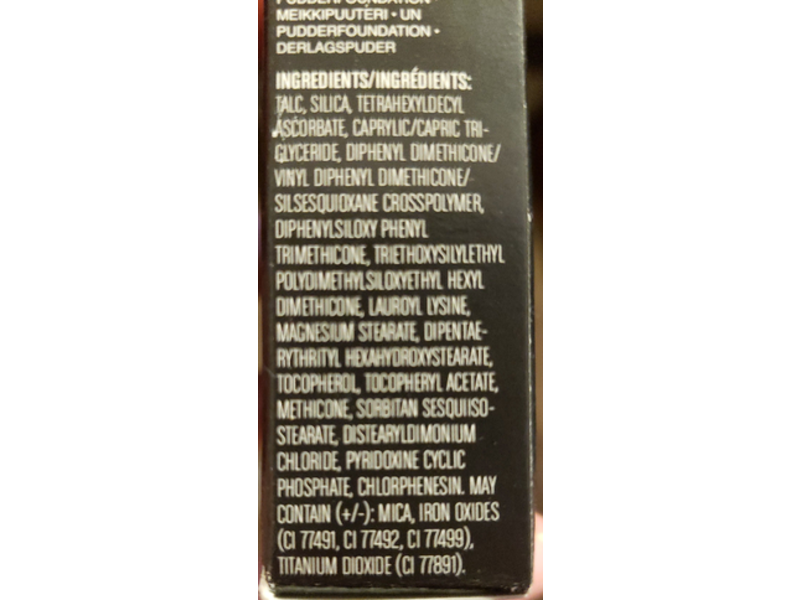 PUDDERFOUNDATION •
MEIKKIPUUTERI • UN
PUDDERFOUNDATION •
DERLAGSPUDER
INGREDIENTS/INGRÉDIENTS:
TALC, SILICA, TETRAHEXYLDECYL
ASCORBATE, CAPRYLIC/CAPRIC TRI-
GLYCERIDE, DIPHENYL DIMETHICONE/
VINYL DIPHENYL DIMETHICONE/
SILSESQUIOXANE CROSSPOLYMER,
DIPHENYLSILOXY PHENYL
TRIMETHICONE, TRIETHOXYSILYLETHYL
POLYDIMETHYLSILOXYETHYL HEXYL
DIMETHICONE, LAUROYL LYSINE,
MAGNESIUM STEARATE, DIPENTAE-
RYTHRITYL HEXAHYDROXYSTEARATE,
TOCOPHEROL, TOCOPHERYL ACETATE,
METHICONE, SORBITAN SESQUIISO-
STEARATE, DISTEARYLDIMONIUM
CHLORIDE, PYRIDOXINE CYCLIC
PHOSPHATE, CHLORPHENESIN. MAY
CONTAIN (+/-): MICA, IRON OXIDES
(CI 77491, CI 77492, CI 77499),
TITANIUM DIOXIDE (CI 77891).